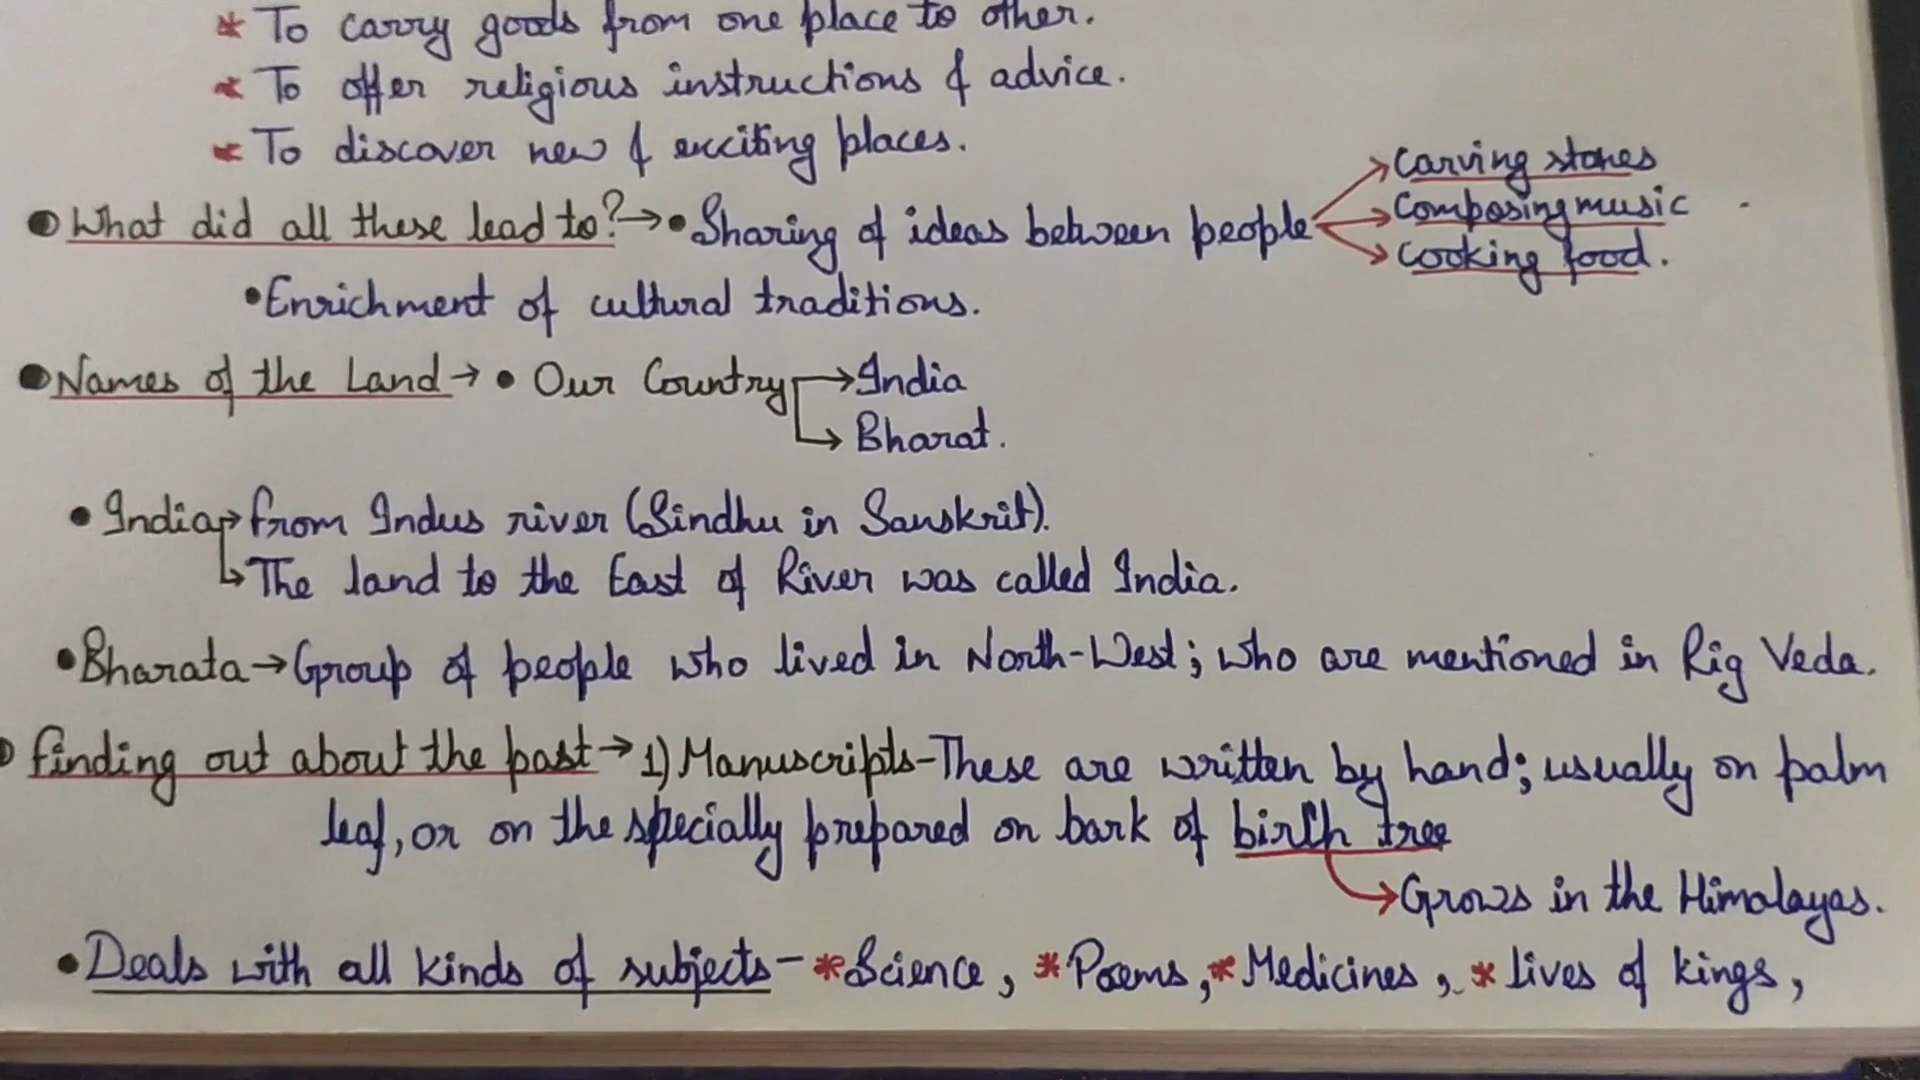 * To carry goods from one place to other.
* To offer religious instructions & advice.
* To discover new & exciting places.
• What did all these lead to? → • Sharing of ideas between people → Carving stones
→ Composing music
→ Cooking food.
• Enrichment of cultural traditions.
• Names of the Land → • Our Country → India
→ Bharat.
• India → from Indus river (Sindhu in Sanskrit).
↳ The land to the East of River was called India.
• Bharata → Group of people who lived in North-West; who are mentioned in Rig Veda.
• Finding out about the past → 1) Manuscripts - These are written by hand; usually on palm
leaf, or on the specially prepared on bark of birth tree
→ Grows in the Himalayas.
• Deals with all kinds of subjects - * Science, * Poems, * Medicines, * lives of kings,